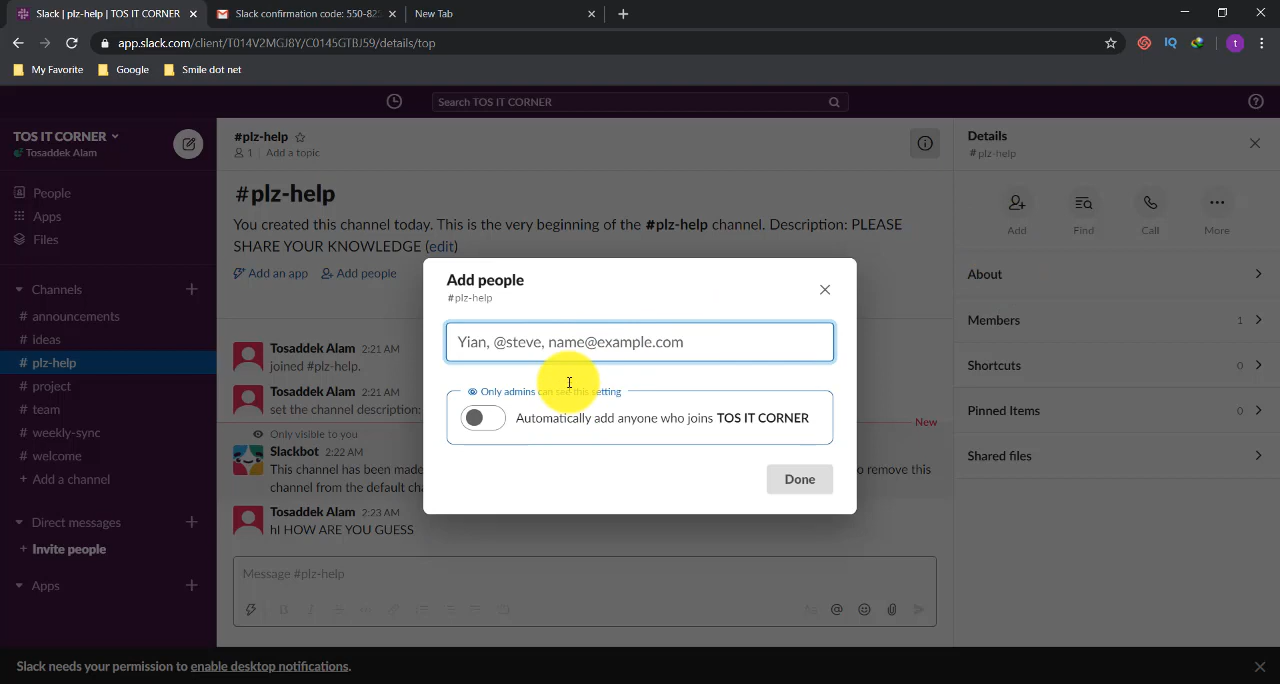 Slack | plz-help | TOS IT CORNER
Slack confirmation code: 550-82
New Tab
app.slack.com/client/T014V2MGJ8Y/C0145GTBJ59/details/top
IQ
t
My Favorite
Google
Smile dot net
Search TOS IT CORNER
TOS IT CORNER
Tosaddek Alam
People
Apps
Files
Channels
# announcements
# ideas
# plz-help
# project
# team
# weekly-sync
# welcome
+ Add a channel
Direct messages
+ Invite people
Apps
#plz-help
1 | Add a topic
#plz-help
You created this channel today. This is the very beginning of the #plz-help channel. Description: PLEASE
SHARE YOUR KNOWLEDGE (edit)
Add an app
Add people
Tosaddek Alam 2:21 AM
joined #plz-help.
Tosaddek Alam 2:21 AM
set the channel description:
New
Only visible to you
Slackbot 2:22 AM
This channel has been made
o remove this
channel from the default cha
Tosaddek Alam 2:23 AM
hI HOW ARE YOU GUESS
Message #plz-help
Add people
#plz-help
Yian, @steve, name@example.com
Only admins can see this setting
Automatically add anyone who joins TOS IT CORNER
Done
Details
# plz-help
Add
Find
Call
More
About
Members 1
Shortcuts 0
Pinned Items 0
Shared files
Slack needs your permission to enable desktop notifications.